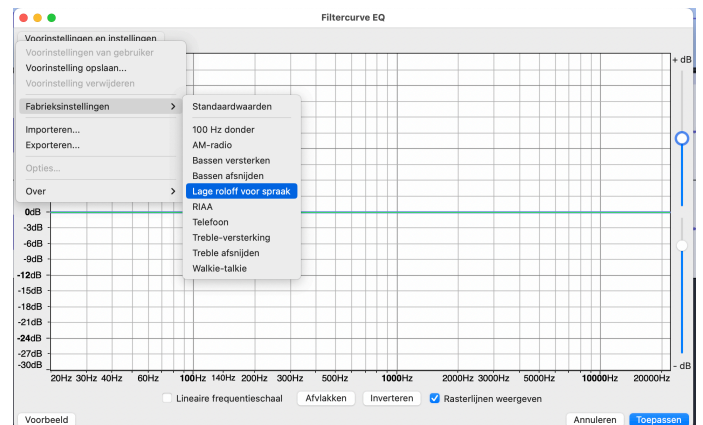 Filtercurve EQ
Voorinstellingen en instellingen
Voorinstellingen van gebruiker
Voorinstelling opslaan...
Voorinstelling verwijderen
Fabrieksinstellingen
Importeren...
Exporteren...
Opties...
Over
Standaardwaarden
100 Hz donder
AM-radio
Bassen versterken
Bassen afsnijden
Lage roloff voor spraak
RIAA
Telefoon
Treble-versterking
Treble afsnijden
Walkie-talkie
+ dB
0dB
-3dB
-6dB
-9dB
-12dB
-15dB
-18dB
-21dB
-24dB
-27dB
-30dB
- dB
20Hz 30Hz 40Hz 60Hz 100Hz 140Hz 200Hz 300Hz 500Hz 1000Hz 2000Hz 3000Hz 5000Hz 10000Hz 20000Hz
Lineaire frequentieschaal Afvlakken Inverteren Rasterlijnen weergeven
Voorbeeld Annuleren Toepassen